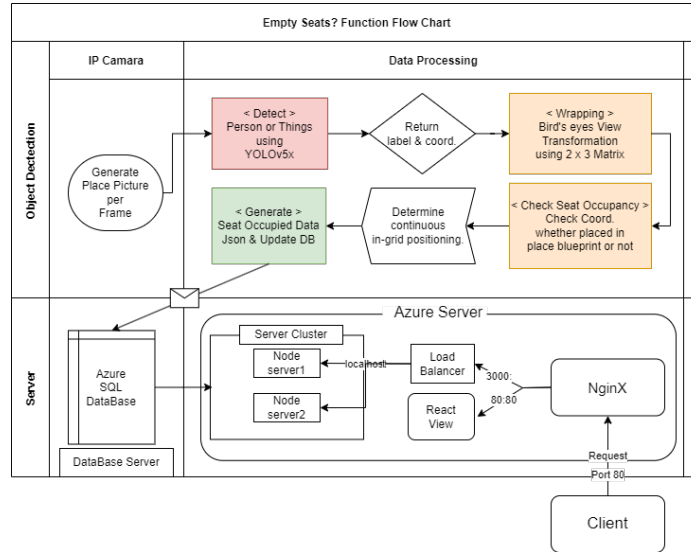 Empty Seats? Function Flow Chart
IP Camara
Data Processing
Object Dectection
Generate
Place Picture
per
Frame
< Detect >
Person or Things
using
YOLOv5x
Return
label & coord.
< Wrapping >
Bird's eyes View
Transformation
using 2 x 3 Matrix
< Generate >
Seat Occupied Data
Json & Update DB
Determine
continuous
in-grid positioning.
< Check Seat Occupancy >
Check Coord.
whether placed in
place blueprint or not
Server
Azure
SQL
DataBase
DataBase Server
Azure Server
Server Cluster
Node
server1
Node
server2
localhost
Load
Balancer
React
View
3000:
80:80
NginX
Request
Port 80
Client